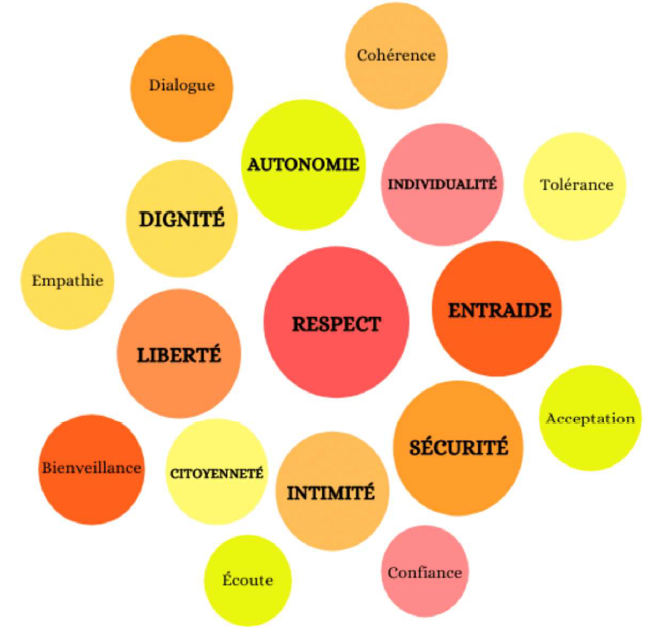 Cohérence
Dialogue
AUTONOMIE
INDIVIDUALITÉ
Tolérance
DIGNITÉ
Empathie
RESPECT
ENTRAIDE
LIBERTÉ
Acceptation
SÉCURITÉ
Bienveillance
CITOYENNETÉ
INTIMITÉ
Écoute
Confiance